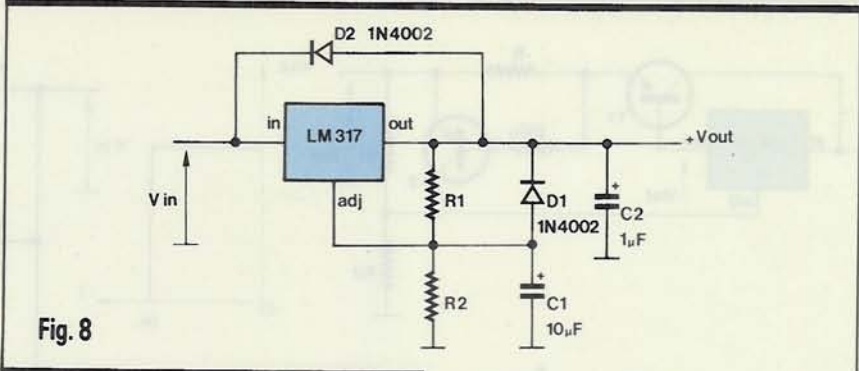 D2 1N4002
in
LM 317
out
+Vout
V in
adj
R1
D1
1N4002
C2
1µF
+
R2
+
C1
10µF
Fig. 8